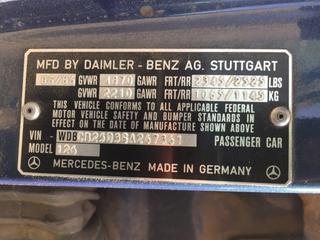 MFD BY DAIMLER - BENZ AG. STUTTGART
GVWR 4870 GAWR FRT/RR LBS
GVWR 2210 GAWR FRT/RR KG
THIS VEHICLE CONFORMS TO ALL APPLICABLE FEDERAL
MOTOR VEHICLE SAFETY AND BUMPER STANDARDS IN
EFFECT ON THE DATE OF MANUFACTURE SHOWN ABOVE
VIN - PASSENGER CAR
MODEL 126
MERCEDES-BENZ MADE IN GERMANY